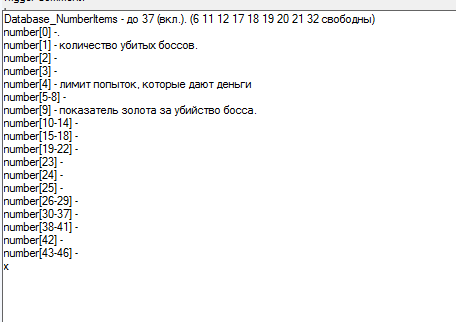 Database_NumberItems - до 37 (вкл.). (6 11 12 17 18 19 20 21 32 свободны)
number[0] -.
number[1] - количество убитых боссов.
number[2] -
number[3] -
number[4] - лимит попыток, которые дают деньги
number[5-8] -
number[9] - показатель золота за убийство босса.
number[10-14] -
number[15-18] -
number[19-22] -
number[23] -
number[24] -
number[25] -
number[26-29] -
number[30-37] -
number[38-41] -
number[42] -
number[43-46] -
x